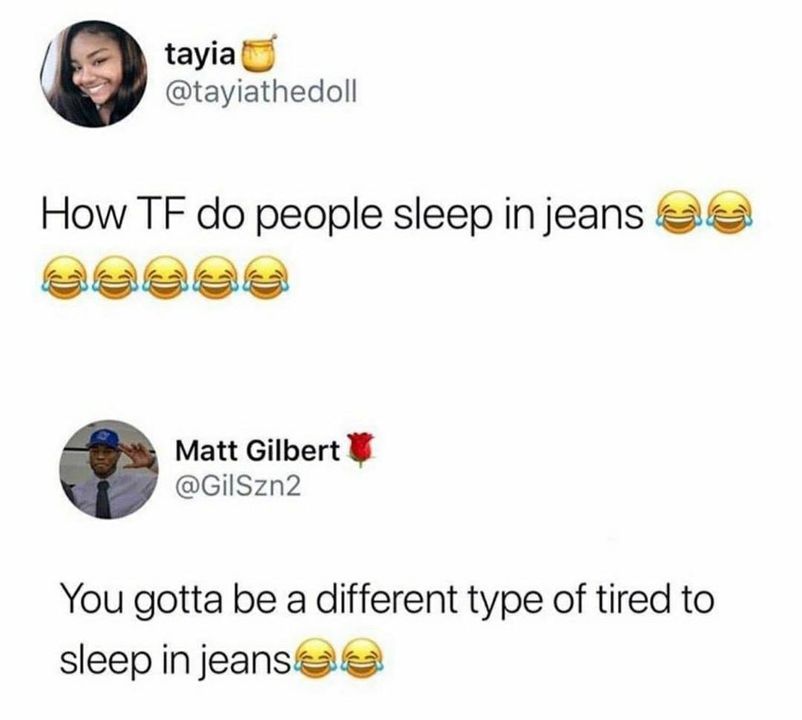 tayia🍯
@tayiathedoll
How TF do people sleep in jeans 😂😂
😂😂😂😂😂
Matt Gilbert🌹
@GilSzn2
You gotta be a different type of tired to
sleep in jeans😂😂